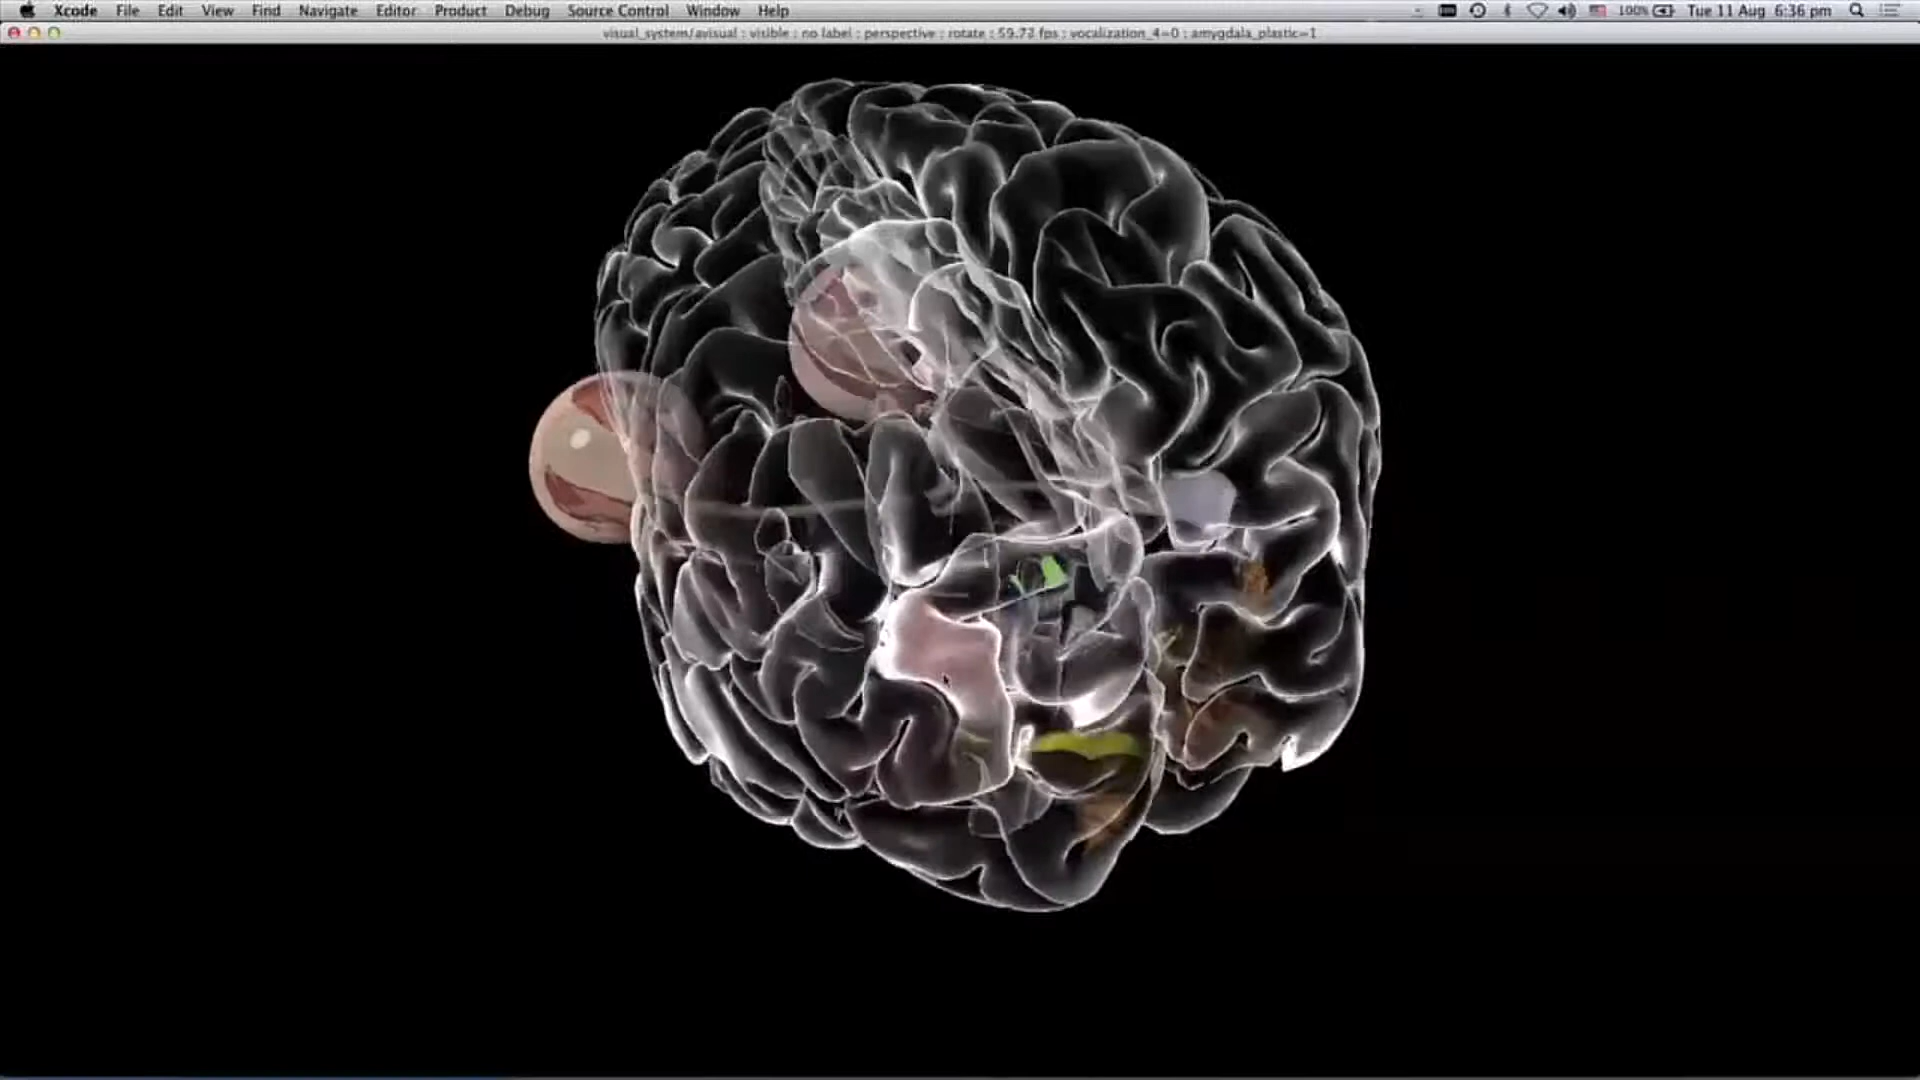 Xcode File Edit View Find Navigate Editor Product Debug Source Control Window Help 100% Tue 11 Aug 6:36 pm
visual_system/avisual : visible : no label : perspective : rotate : 59.73 fps : vocalization_4=0 : amygdala_plastic=1